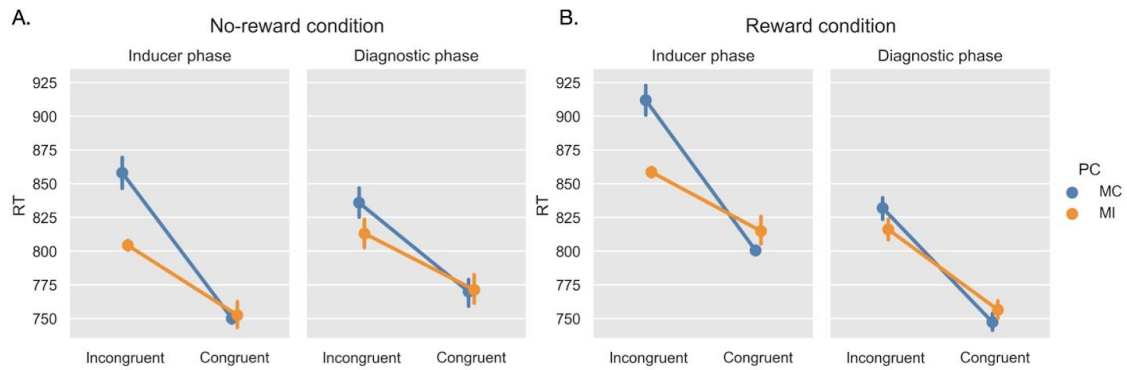 A.
No-reward condition
Inducer phase
Diagnostic phase
925
900
875
850
825
800
775
750
RT
Incongruent Congruent
Incongruent Congruent
B.
Reward condition
Inducer phase
Diagnostic phase
925
900
875
850
825
800
775
750
RT
Incongruent Congruent
Incongruent Congruent
PC
MC
MI